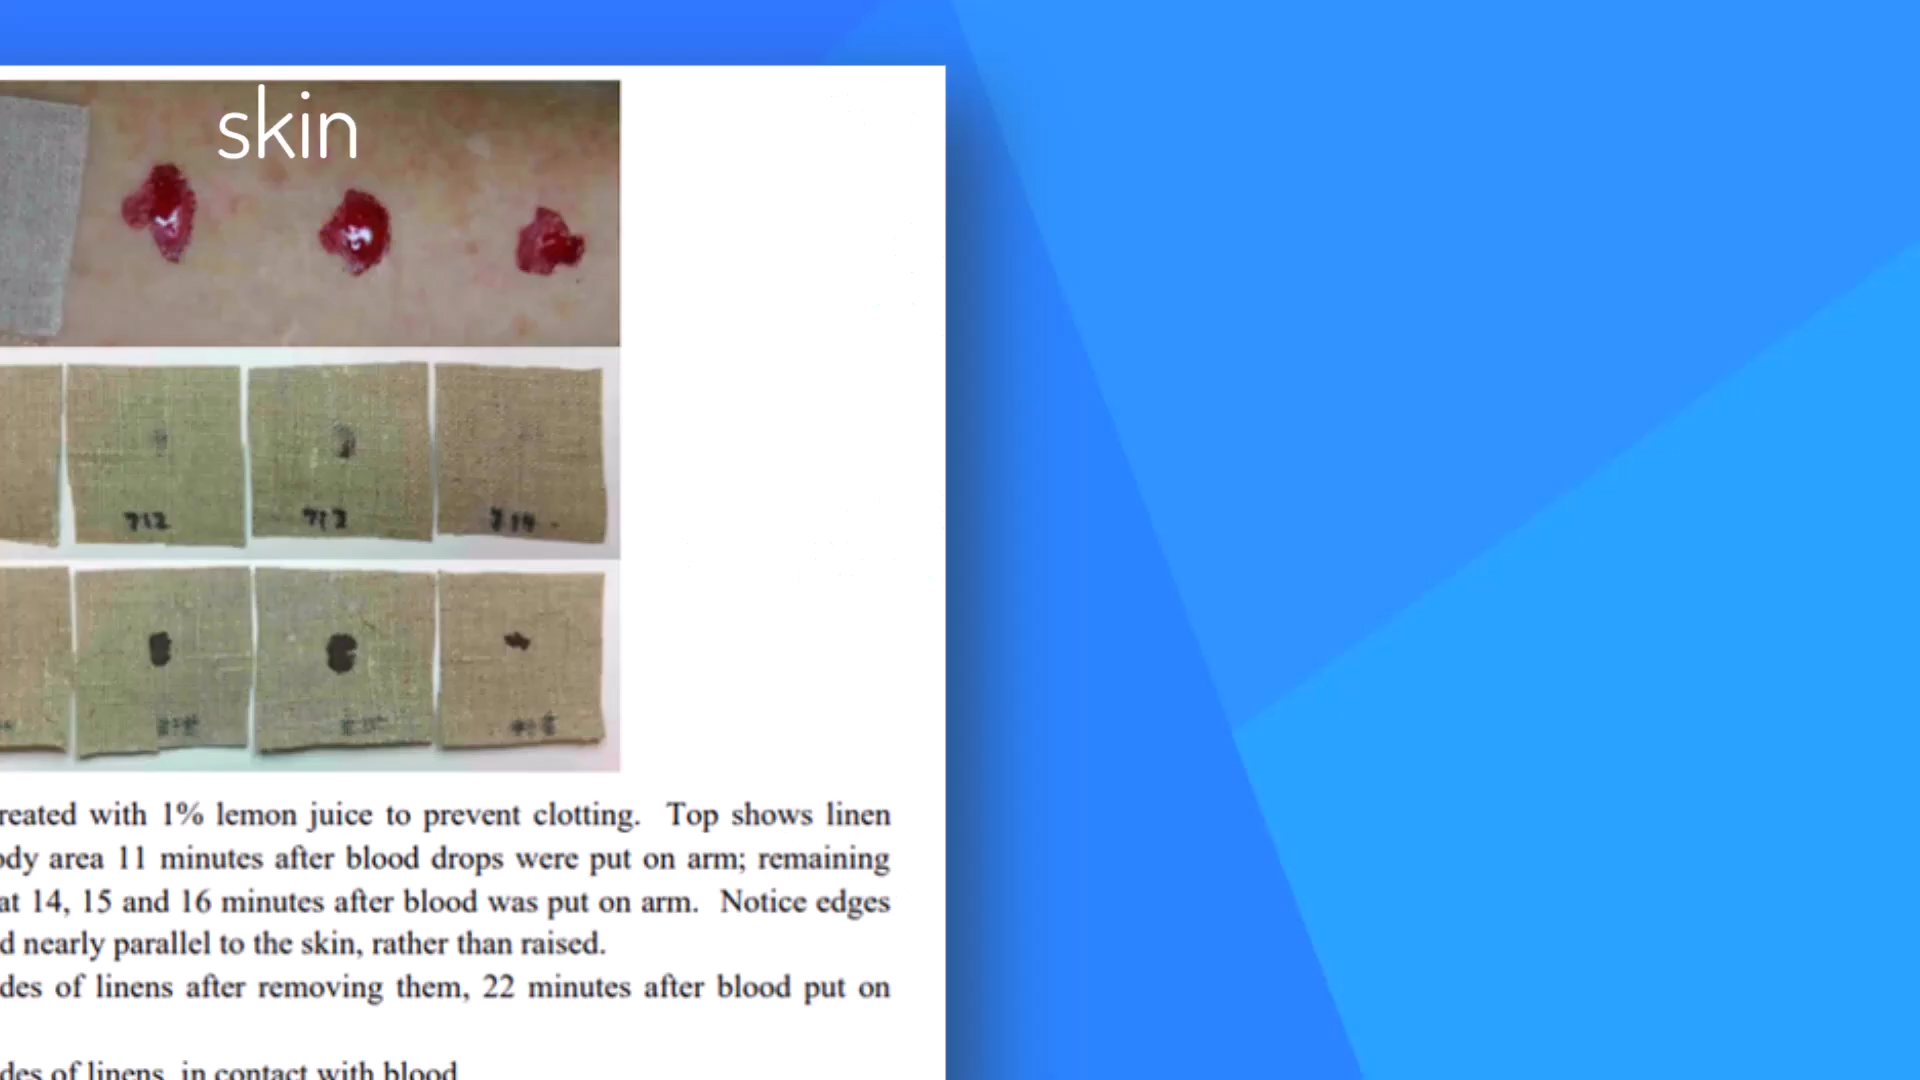 skin
712
713
reated with 1% lemon juice to prevent clotting. Top shows linen
ody area 11 minutes after blood drops were put on arm; remaining
at 14, 15 and 16 minutes after blood was put on arm. Notice edges
d nearly parallel to the skin, rather than raised.
des of linens after removing them, 22 minutes after blood put on
des of linens, in contact with blood